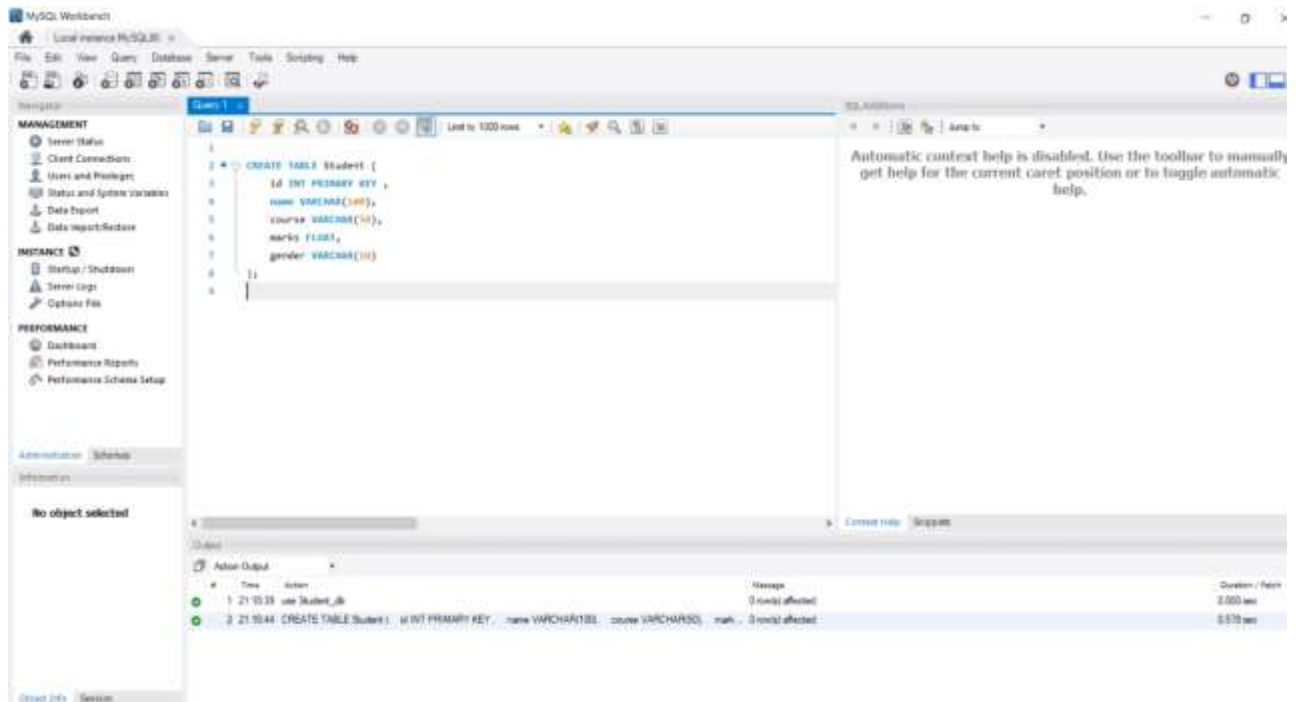 MySQL Workbench
Local instance MySQL80
File Edit View Query Database Server Tools Scripting Help
Navigator
MANAGEMENT
Server Status
Client Connections
Users and Privileges
Status and System Variables
Data Export
Data Import/Restore
INSTANCE
Startup / Shutdown
Server Logs
Options File
PERFORMANCE
Dashboard
Performance Reports
Performance Schema Setup
Administration Schemas
Information
No object selected
Object Info Session
Query 1
Limit to 1000 rows
1
2 CREATE TABLE Student (
3 id INT PRIMARY KEY ,
4 name VARCHAR(100),
5 course VARCHAR(50),
6 marks FLOAT,
7 gender VARCHAR(10)
8 );
9
SQL Additions
Jump to
Automatic context help is disabled. Use the toolbar to manually
get help for the current caret position or to toggle automatic
help.
Context Help Snippets
Output
Action Output
# Time Action Message Duration / Fetch
1 use Student_db 0 row(s) affected 0.000 sec
2 CREATE TABLE Student ( id INT PRIMARY KEY , name VARCHAR(100), course VARCHAR(50), mark... 0 row(s) affected